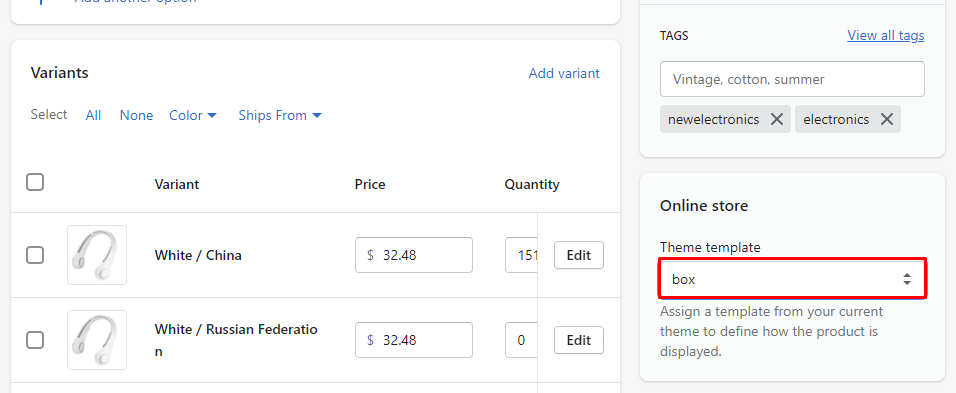 Add another option
Variants
Add variant
Select All None Color Ships From
Variant Price Quantity
White / China $ 32.48 151 Edit
White / Russian Federatio
n
$ 32.48 0 Edit
TAGS View all tags
Vintage, cotton, summer
newelectronics electronics
Online store
Theme template
box
Assign a template from your current
theme to define how the product is
displayed.